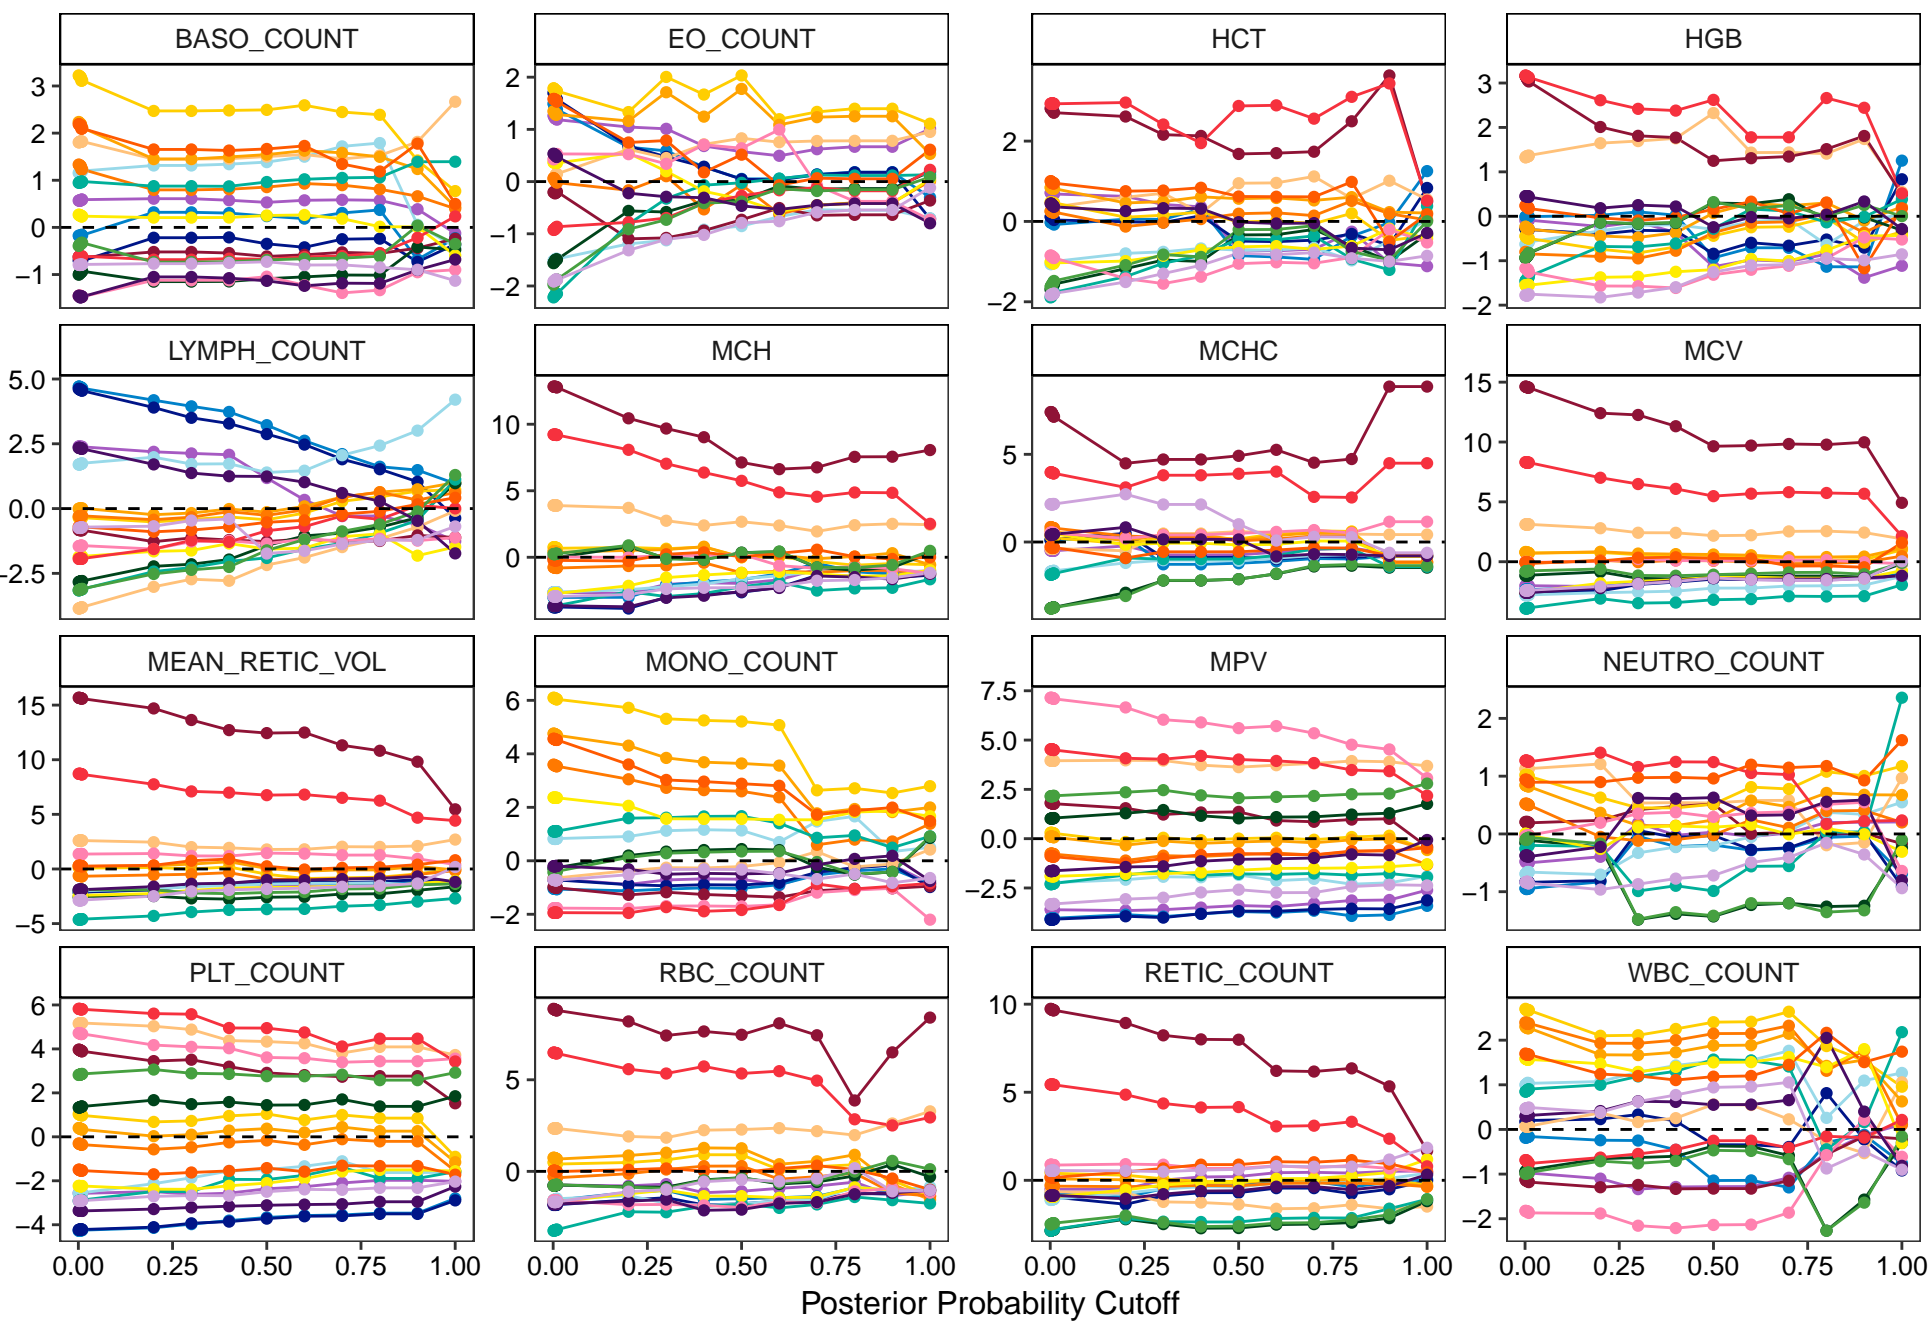 BASO_COUNT EO_COUNT HCT HGB
3 2 1 0 −1
2 1 0 −1 −2
2 0 −2
3 2 1 0 −1 −2
LYMPH_COUNT MCH MCHC MCV
5.0 2.5 0.0 −2.5
10 5 0
5 0
15 10 5 0
MEAN_RETIC_VOL MONO_COUNT MPV NEUTRO_COUNT
15 10 5 0 −5
6 4 2 0 −2
7.5 5.0 2.5 0.0 −2.5
2 1 0 −1
PLT_COUNT RBC_COUNT RETIC_COUNT WBC_COUNT
6 4 2 0 −2 −4
5 0
10 5 0
2 1 0 −1 −2
0.00 0.25 0.50 0.75 1.00 0.00 0.25 0.50 0.75 1.00 0.00 0.25 0.50 0.75 1.00 0.00 0.25 0.50 0.75 1.00
Posterior Probability Cutoff